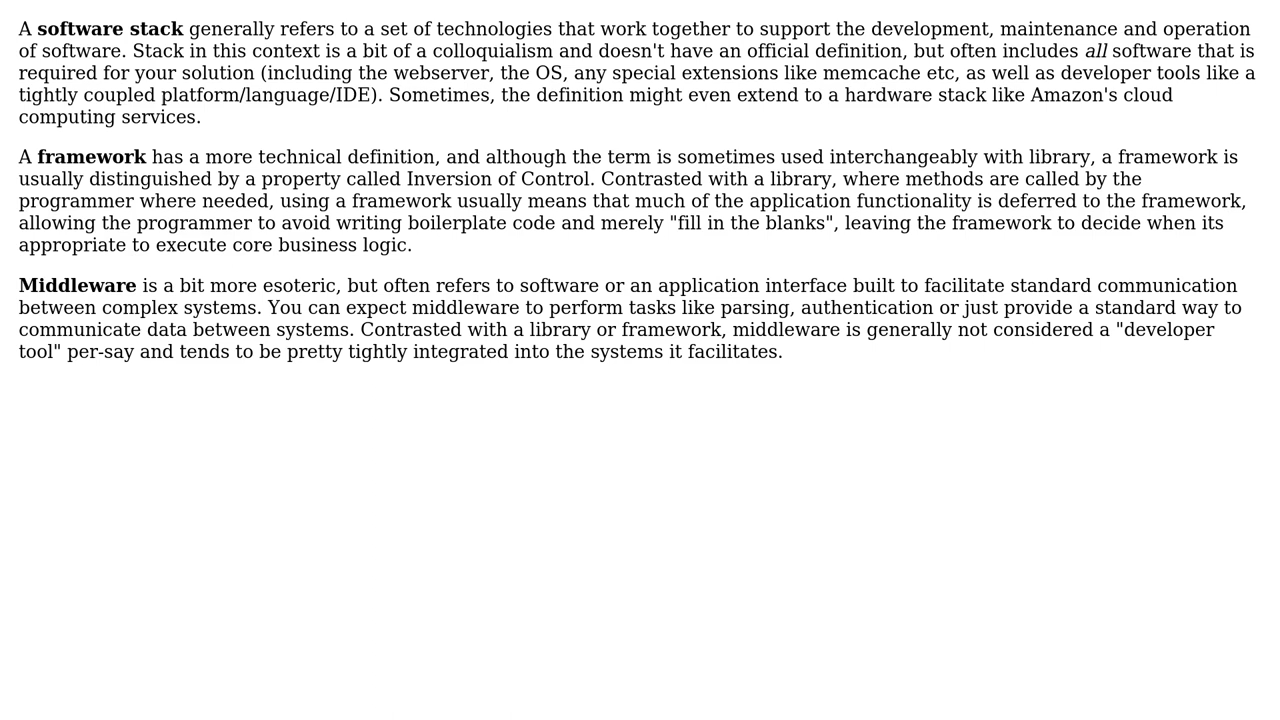 A software stack generally refers to a set of technologies that work together to support the development, maintenance and operation
of software. Stack in this context is a bit of a colloquialism and doesn't have an official definition, but often includes all software that is
required for your solution (including the webserver, the OS, any special extensions like memcache etc, as well as developer tools like a
tightly coupled platform/language/IDE). Sometimes, the definition might even extend to a hardware stack like Amazon's cloud
computing services.
A framework has a more technical definition, and although the term is sometimes used interchangeably with library, a framework is
usually distinguished by a property called Inversion of Control. Contrasted with a library, where methods are called by the
programmer where needed, using a framework usually means that much of the application functionality is deferred to the framework,
allowing the programmer to avoid writing boilerplate code and merely "fill in the blanks", leaving the framework to decide when its
appropriate to execute core business logic.
Middleware is a bit more esoteric, but often refers to software or an application interface built to facilitate standard communication
between complex systems. You can expect middleware to perform tasks like parsing, authentication or just provide a standard way to
communicate data between systems. Contrasted with a library or framework, middleware is generally not considered a "developer
tool" per-say and tends to be pretty tightly integrated into the systems it facilitates.